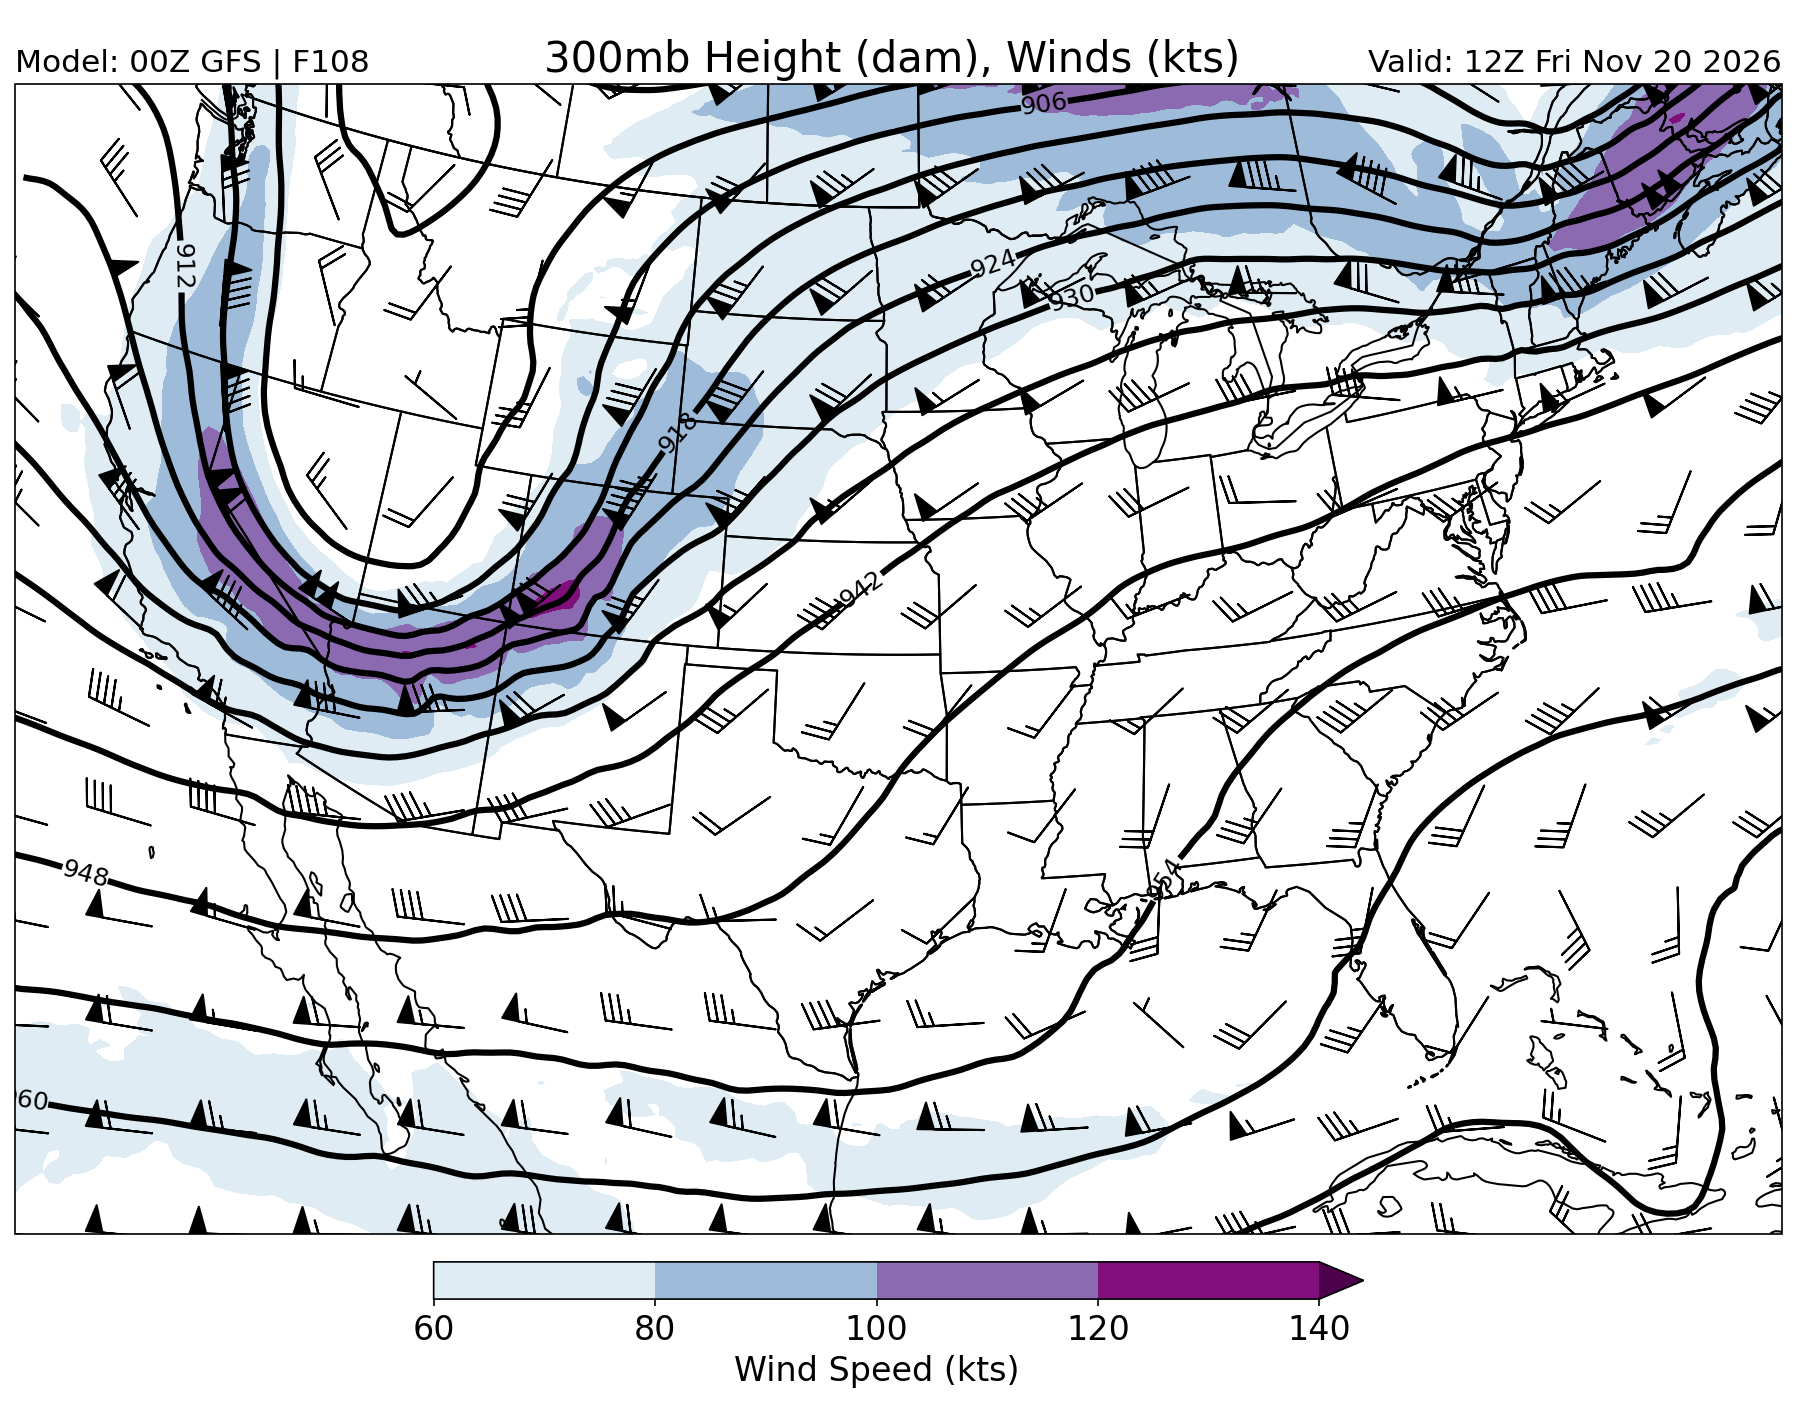 Model: 00Z GFS | F108
300mb Height (dam), Winds (kts)
Valid: 12Z Fri Nov 20 2026
906
912
924
930
918
942
948
954
60
60 80 100 120 140
Wind Speed (kts)